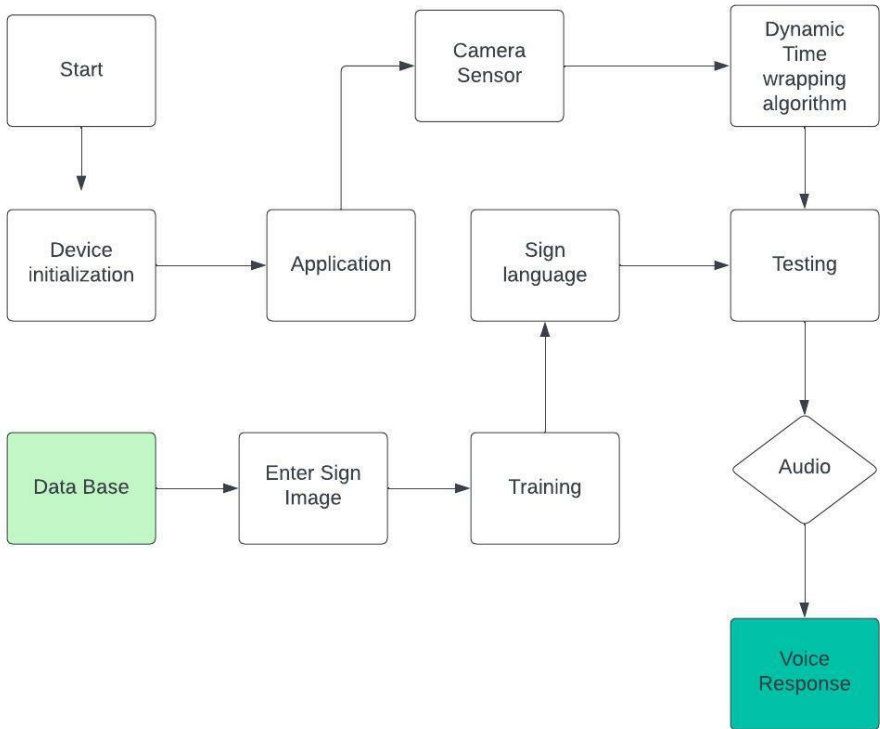 Start
Camera
Sensor
Dynamic
Time
wrapping
algorithm
Device
initialization
Application
Sign
language
Testing
Data Base
Enter Sign
Image
Training
Audio
Voice
Response